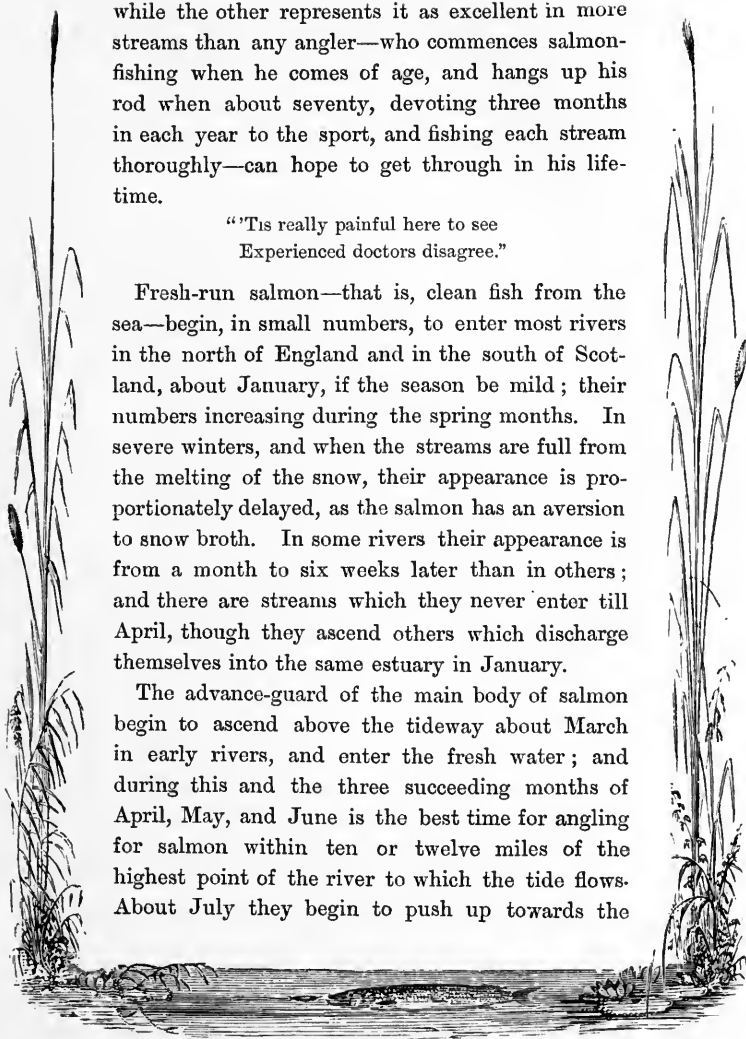 while the other represents it as excellent in more
streams than any angler—who commences salmon-
fishing when he comes of age, and hangs up his
rod when about seventy, devoting three months
in each year to the sport, and fishing each stream
thoroughly—can hope to get through in his life-
time.
“’Tis really painful here to see
Experienced doctors disagree.”
Fresh-run salmon—that is, clean fish from the
sea—begin, in small numbers, to enter most rivers
in the north of England and in the south of Scot-
land, about January, if the season be mild; their
numbers increasing during the spring months. In
severe winters, and when the streams are full from
the melting of the snow, their appearance is pro-
portionately delayed, as the salmon has an aversion
to snow broth. In some rivers their appearance is
from a month to six weeks later than in others;
and there are streams which they never enter till
April, though they ascend others which discharge
themselves into the same estuary in January.
The advance-guard of the main body of salmon
begin to ascend above the tideway about March
in early rivers, and enter the fresh water; and
during this and the three succeeding months of
April, May, and June is the best time for angling
for salmon within ten or twelve miles of the
highest point of the river to which the tide flows.
About July they begin to push up towards the